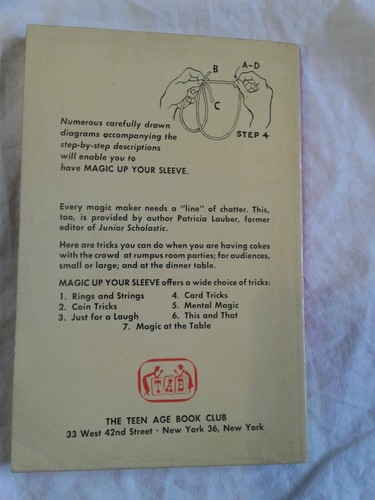 B
A-D
C
STEP 4
Numerous carefully drawn
diagrams accompanying the
step-by-step descriptions
will enable you to
have MAGIC UP YOUR SLEEVE.
Every magic maker needs a "line" of chatter. This,
too, is provided by author Patricia Lauber, former
editor of Junior Scholastic.
Here are tricks you can do when you are having cokes
with the crowd at rumpus room parties; for audiences,
small or large; and at the dinner table.
MAGIC UP YOUR SLEEVE offers a wide choice of tricks:
1. Rings and Strings
2. Coin Tricks
3. Just for a Laugh
4. Card Tricks
5. Mental Magic
6. This and That
7. Magic at the Table
TAB
THE TEEN AGE BOOK CLUB
33 West 42nd Street • New York 36, New York